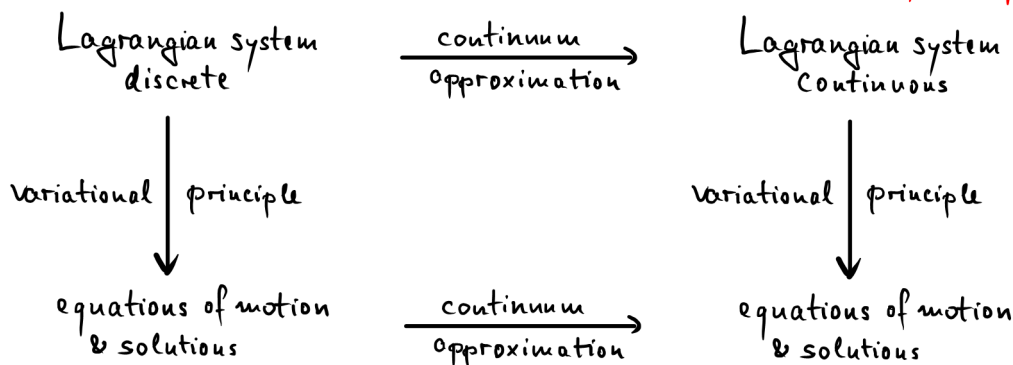 Lagrangian system
discrete
continuum
approximation
Lagrangian system
Continuous
variational principle
variational principle
equations of motion
& solutions
continuum
approximation
equations of motion
& solutions